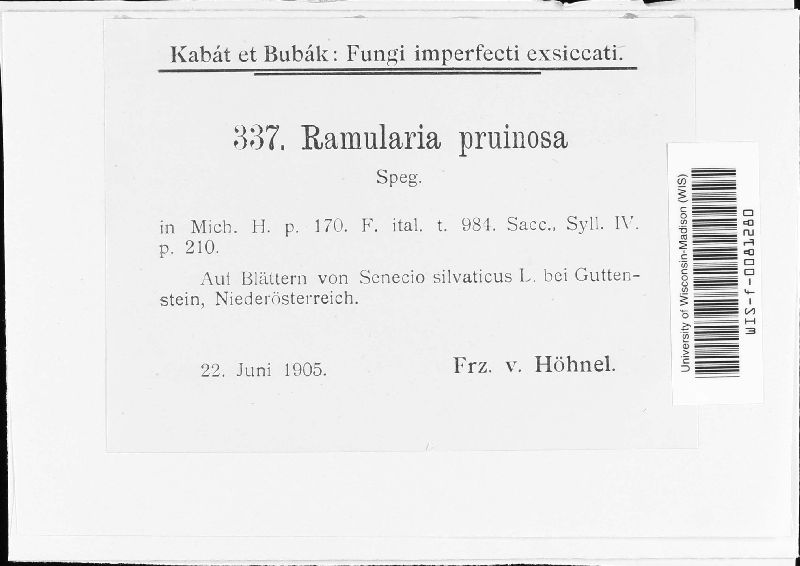 Kabát et Bubák: Fungi imperfecti exsiccati.
337. Ramularia pruinosa
Speg.
in Mich. H. p. 170. F. ital. t. 984. Sacc., Syll. IV.
p. 210.
Auf Blättern von Senecio silvaticus L. bei Gutten-
stein, Niederösterreich.
22. Juni 1905.
Frz. v. Höhnel.
University of Wisconsin-Madison (WIS)
WIS-f-0081280